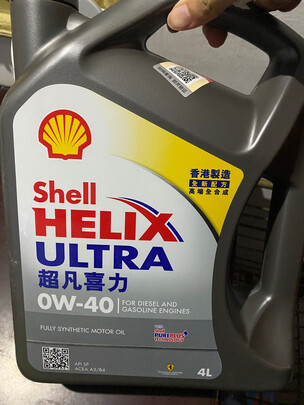 香港製造
全新配方
高端全合成
Shell
HELIX
ULTRA
超凡喜力
0W-40
FOR DIESEL AND
GASOLINE ENGINES
FULLY SYNTHETIC MOTOR OIL
PUREPLUS
API SP
ACEA A3/B4
4L